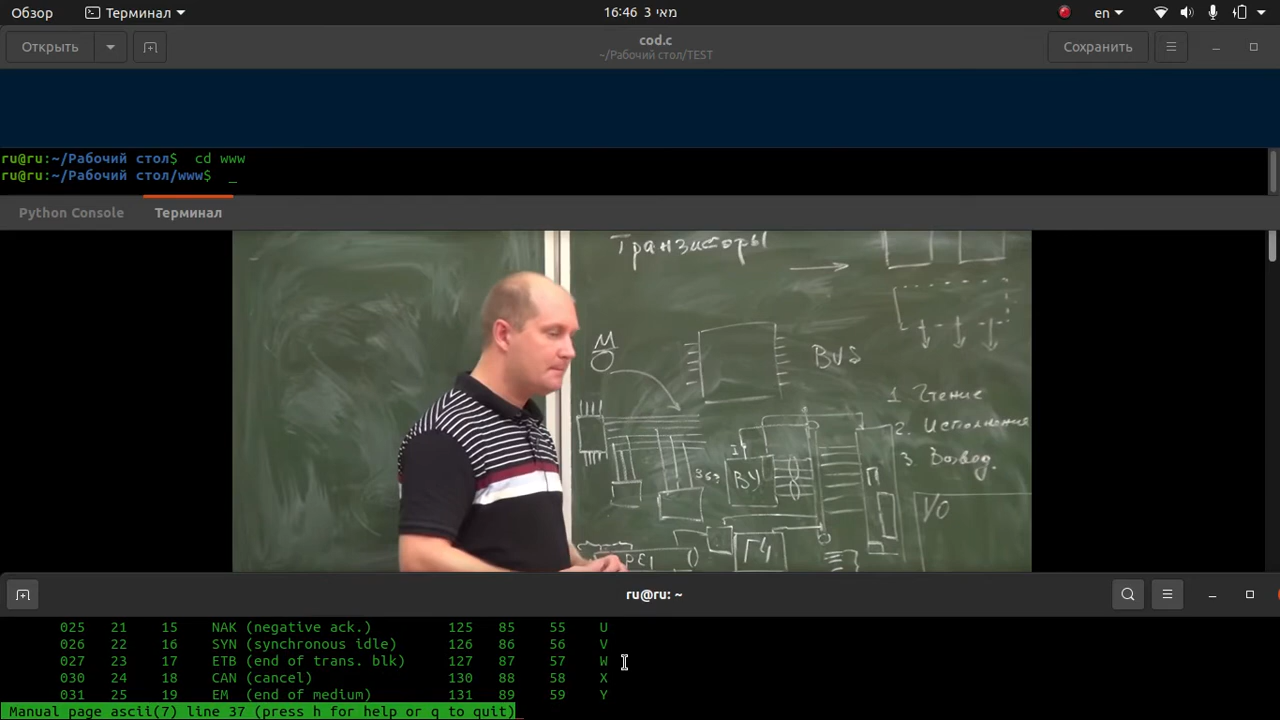 Обзор Терминал 16:46 3 מאי en
Открыть cod.c Сохранить
~/Рабочий стол/TEST
ru@ru:~/Рабочий стол$ cd www
ru@ru:~/Рабочий стол/www$ _
Python Console Терминал
Транзисторы
М
BUS
1 Чтение
2. Исполнение
3. Вывод.
ВУ
П
I/O
ГЧ
ru@ru: ~
025 21 15 NAK (negative ack.) 125 85 55 U
026 22 16 SYN (synchronous idle) 126 86 56 V
027 23 17 ETB (end of trans. blk) 127 87 57 W
030 24 18 CAN (cancel) 130 88 58 X
031 25 19 EM (end of medium) 131 89 59 Y
Manual page ascii(7) line 37 (press h for help or q to quit)